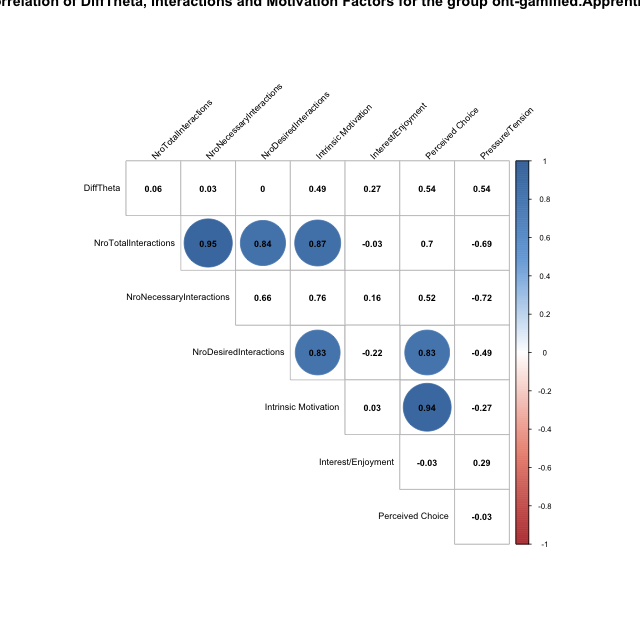 orrelation of DiffTheta, Interactions and Motivation Factors for the group ont-gamified.Apprenti
NroTotalInteractions
NroNecessaryInteractions
NroDesiredInteractions
Intrinsic Motivation
Interest/Enjoyment
Perceived Choice
Pressure/Tension
DiffTheta 0.06 0.03 0 0.49 0.27 0.54 0.54
NroTotalInteractions 0.95 0.84 0.87 -0.03 0.7 -0.69
NroNecessaryInteractions 0.66 0.76 0.16 0.52 -0.72
NroDesiredInteractions 0.83 -0.22 0.83 -0.49
Intrinsic Motivation 0.03 0.94 -0.27
Interest/Enjoyment -0.03 0.29
Perceived Choice -0.03
1
0.8
0.6
0.4
0.2
0
-0.2
-0.4
-0.6
-0.8
-1